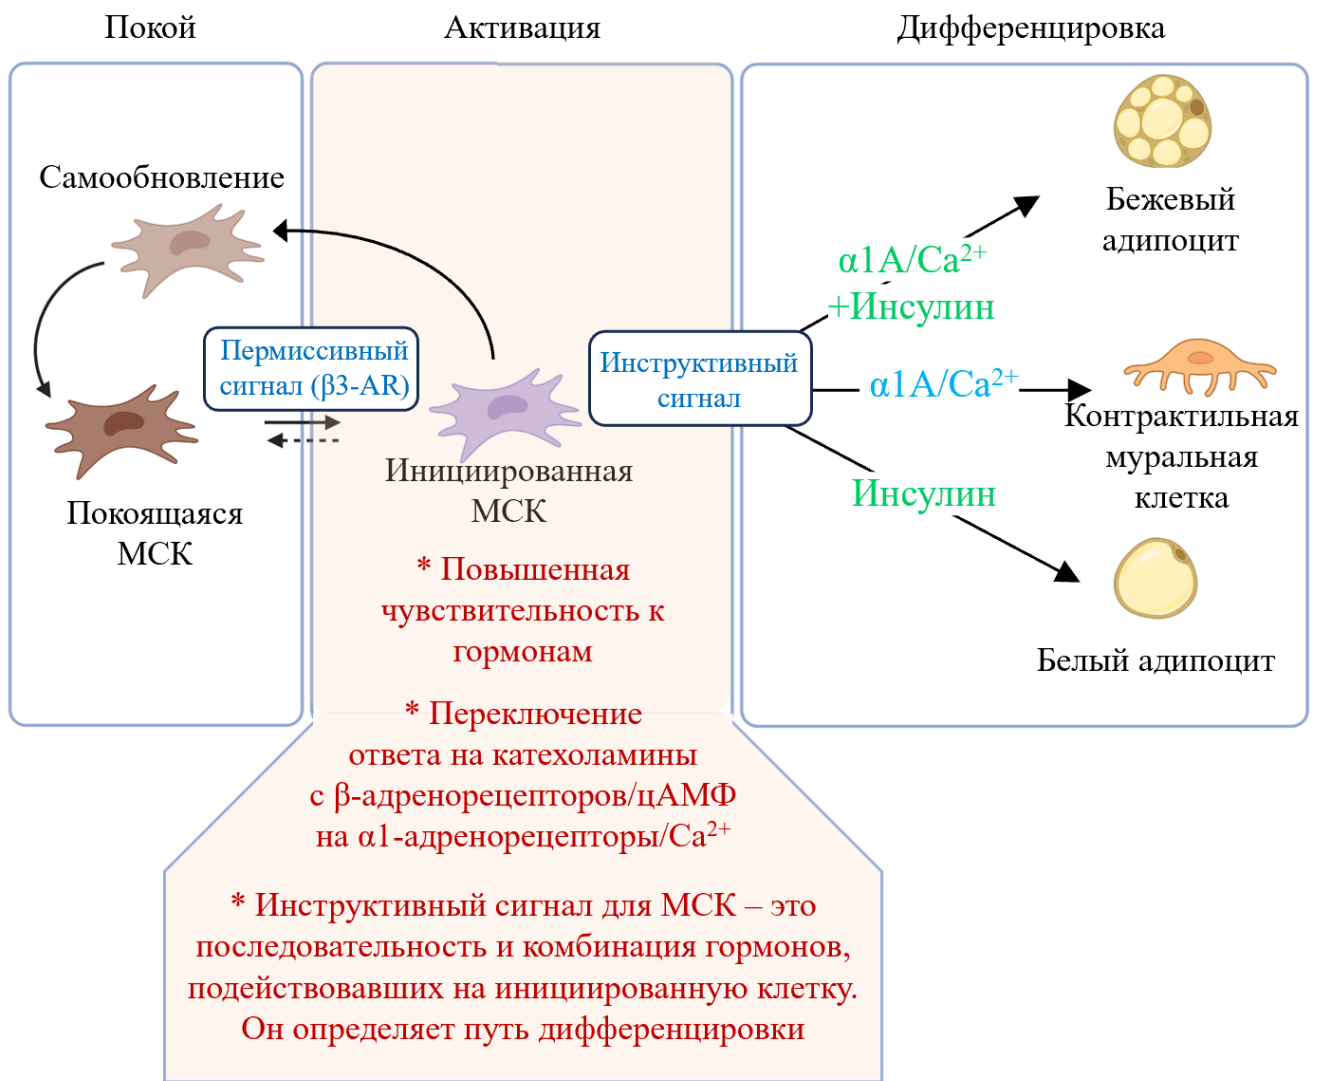 Покой
Активация
Дифференцировка
Самообновление
Покоящаяся
МСК
Пермиссивный
сигнал (β3-AR)
Инициированная
МСК
* Повышенная
чувствительность к
гормонам
* Переключение
ответа на катехоламины
с β-адренорецепторов/цАМФ
на α1-адренорецепторы/Ca²⁺
* Инструктивный сигнал для МСК – это
последовательность и комбинация гормонов,
подействовавших на инициированную клетку.
Он определяет путь дифференцировки
Инструктивный
сигнал
α1A/Ca²⁺
+Инсулин
α1A/Ca²⁺
Инсулин
Бежевый
адипоцит
Контрактильная
муральная
клетка
Белый адипоцит